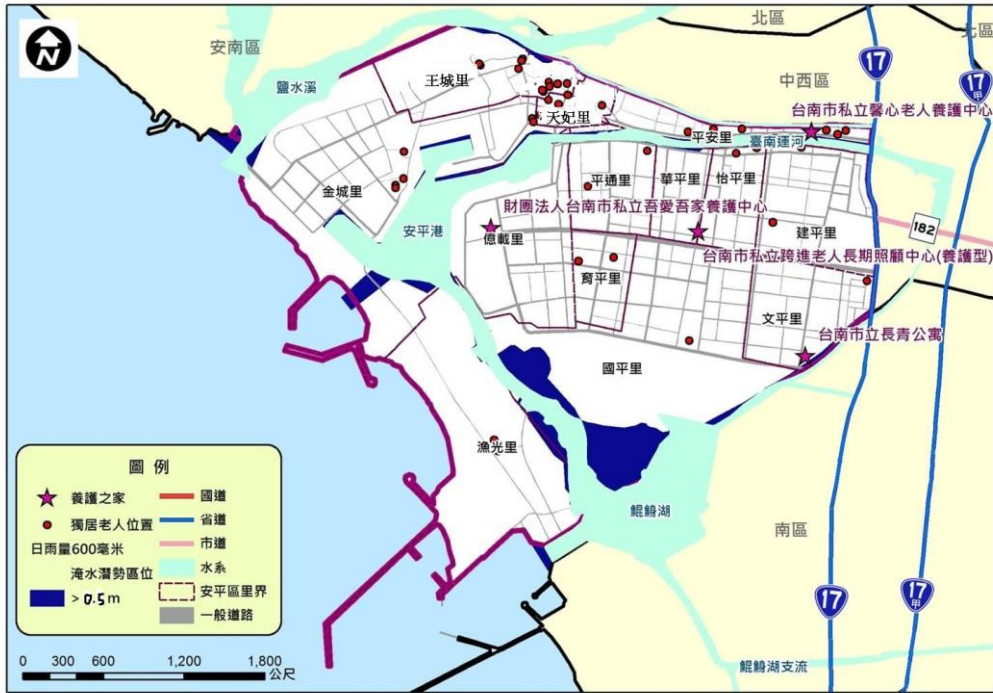 N
安南區
北區
北區
17
17
甲
鹽水溪
王城里
中西區
台南市私立馨心老人養護中心
天妃里
平安里
臺南運河
金城里
平通里
華平里
怡平里
財團法人台南市私立吾愛吾家養護中心
安平港
億載里
建平里
182
台南市私立跨進老人長期照顧中心(養護型)
育平里
文平里
台南市立長青公寓
國平里
漁光里
鯤鯓湖
南區
17
17
甲
鯤鯓湖支流
圖 例
養護之家
獨居老人位置
日雨量600毫米
淹水潛勢區位
> 0.5 m
國道
省道
市道
水系
安平區里界
一般道路
0 300 600 1,200 1,800
公尺